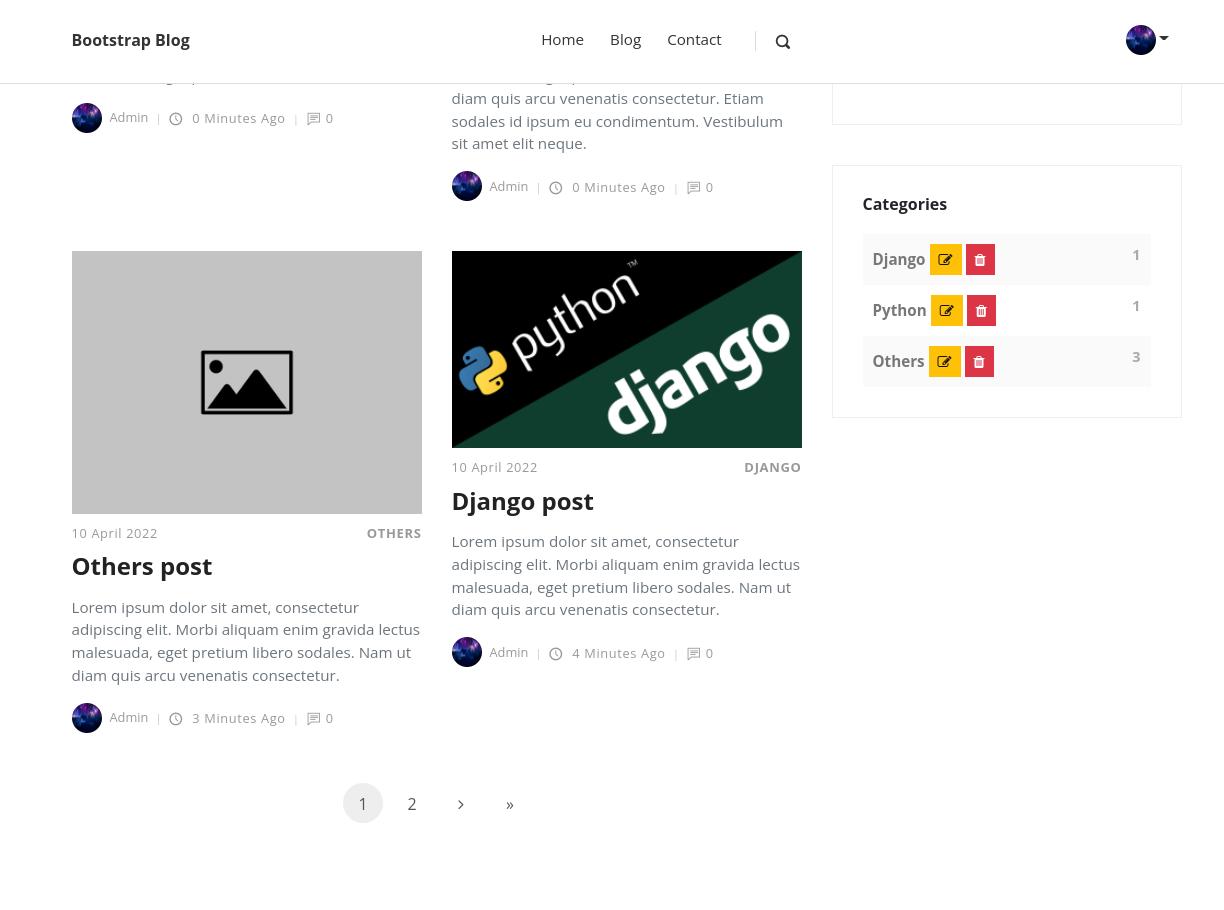 Bootstrap Blog
Home
Blog
Contact
Admin
0 Minutes Ago
0
diam quis arcu venenatis consectetur. Etiam
sodales id ipsum eu condimentum. Vestibulum
sit amet elit neque.
Admin
0 Minutes Ago
0
10 April 2022
OTHERS
Others post
Lorem ipsum dolor sit amet, consectetur
adipiscing elit. Morbi aliquam enim gravida lectus
malesuada, eget pretium libero sodales. Nam ut
diam quis arcu venenatis consectetur.
Admin
3 Minutes Ago
0
python™
django
10 April 2022
DJANGO
Django post
Lorem ipsum dolor sit amet, consectetur
adipiscing elit. Morbi aliquam enim gravida lectus
malesuada, eget pretium libero sodales. Nam ut
diam quis arcu venenatis consectetur.
Admin
4 Minutes Ago
0
Categories
Django 1
Python 1
Others 3
1 2 › »